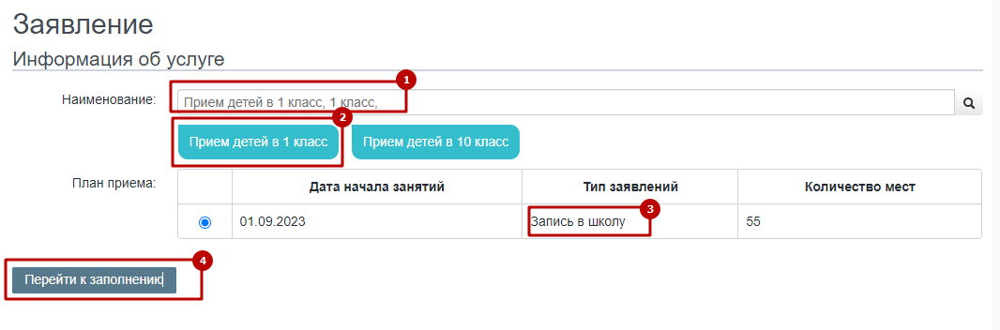 Заявление
Информация об услуге
1
Наименование: Прием детей в 1 класс, 1 класс,
2
Прием детей в 1 класс Прием детей в 10 класс
План приема: Дата начала занятий Тип заявлений Количество мест
3
01.09.2023 Запись в школу 55
4
Перейти к заполнению